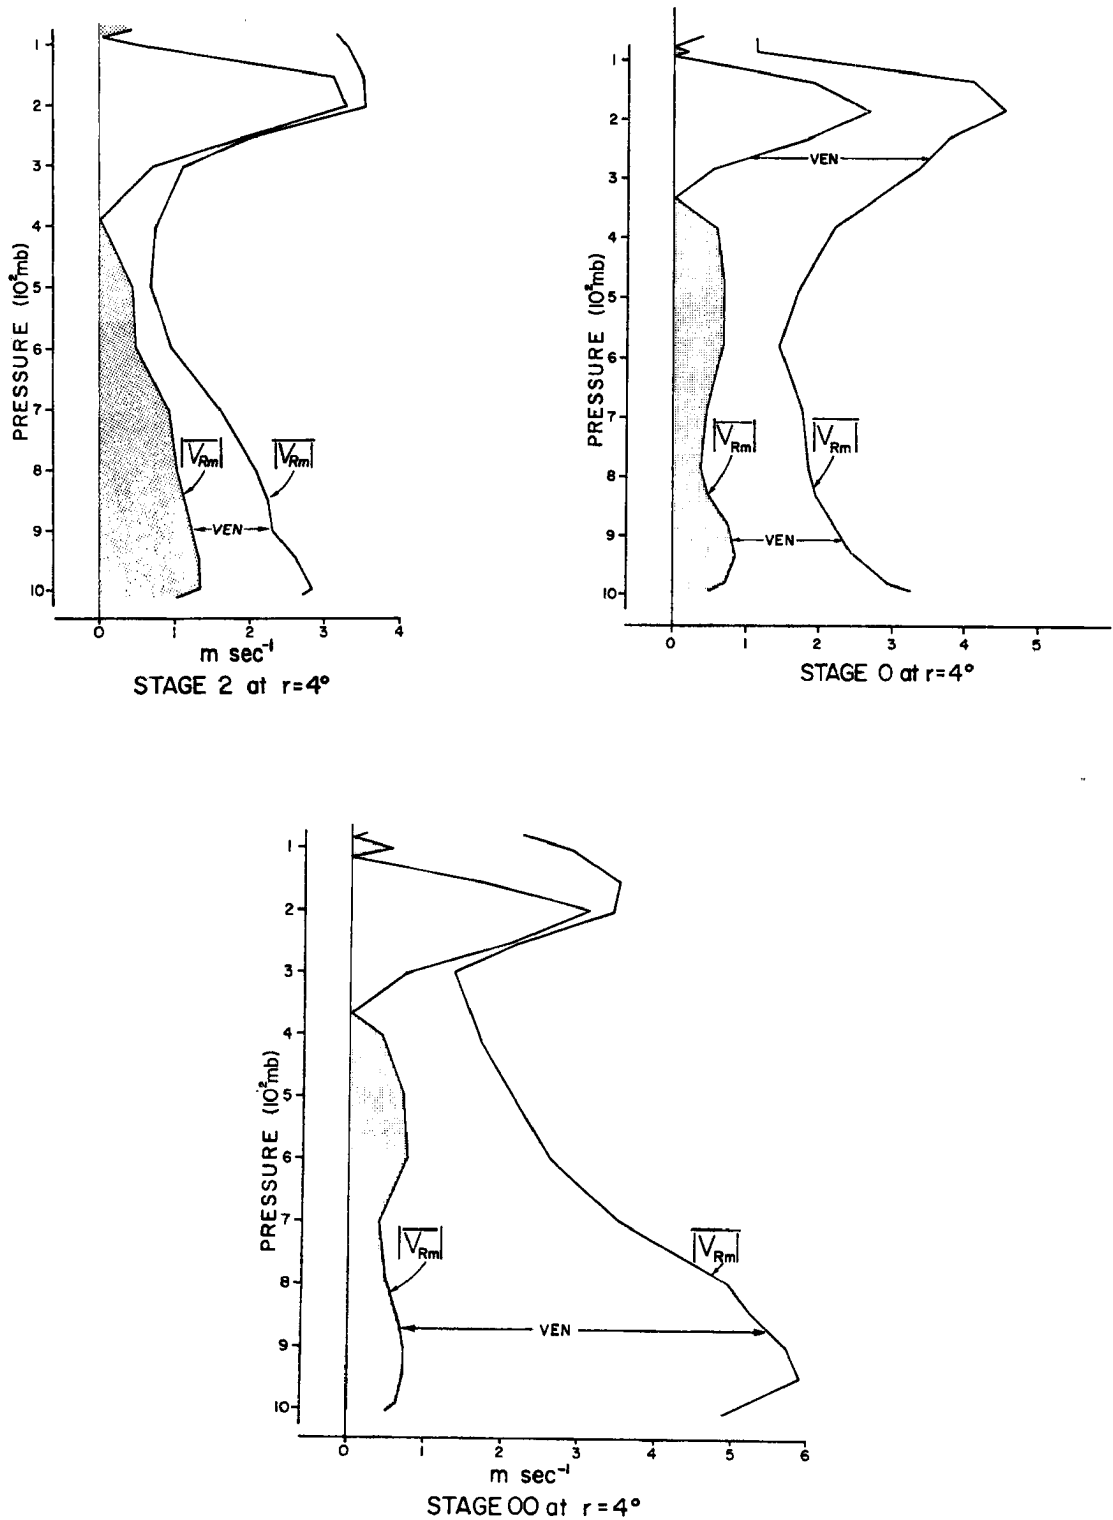 1
2
3
4
5
6
7
8
9
10
PRESSURE (10²mb)
|V̅Rm| |V̅Rm|
VEN
0 1 2 3 4
m sec⁻¹
STAGE 2 at r=4°
1
2
3
4
5
6
7
8
9
10
PRESSURE (10²mb)
VEN
|V̅Rm| |V̅Rm|
VEN
0 1 2 3 4 5
STAGE 0 at r=4°
1
2
3
4
5
6
7
8
9
10
PRESSURE (10²mb)
|V̅Rm| |V̅Rm|
VEN
0 1 2 3 4 5 6
m sec⁻¹
STAGE 00 at r=4°